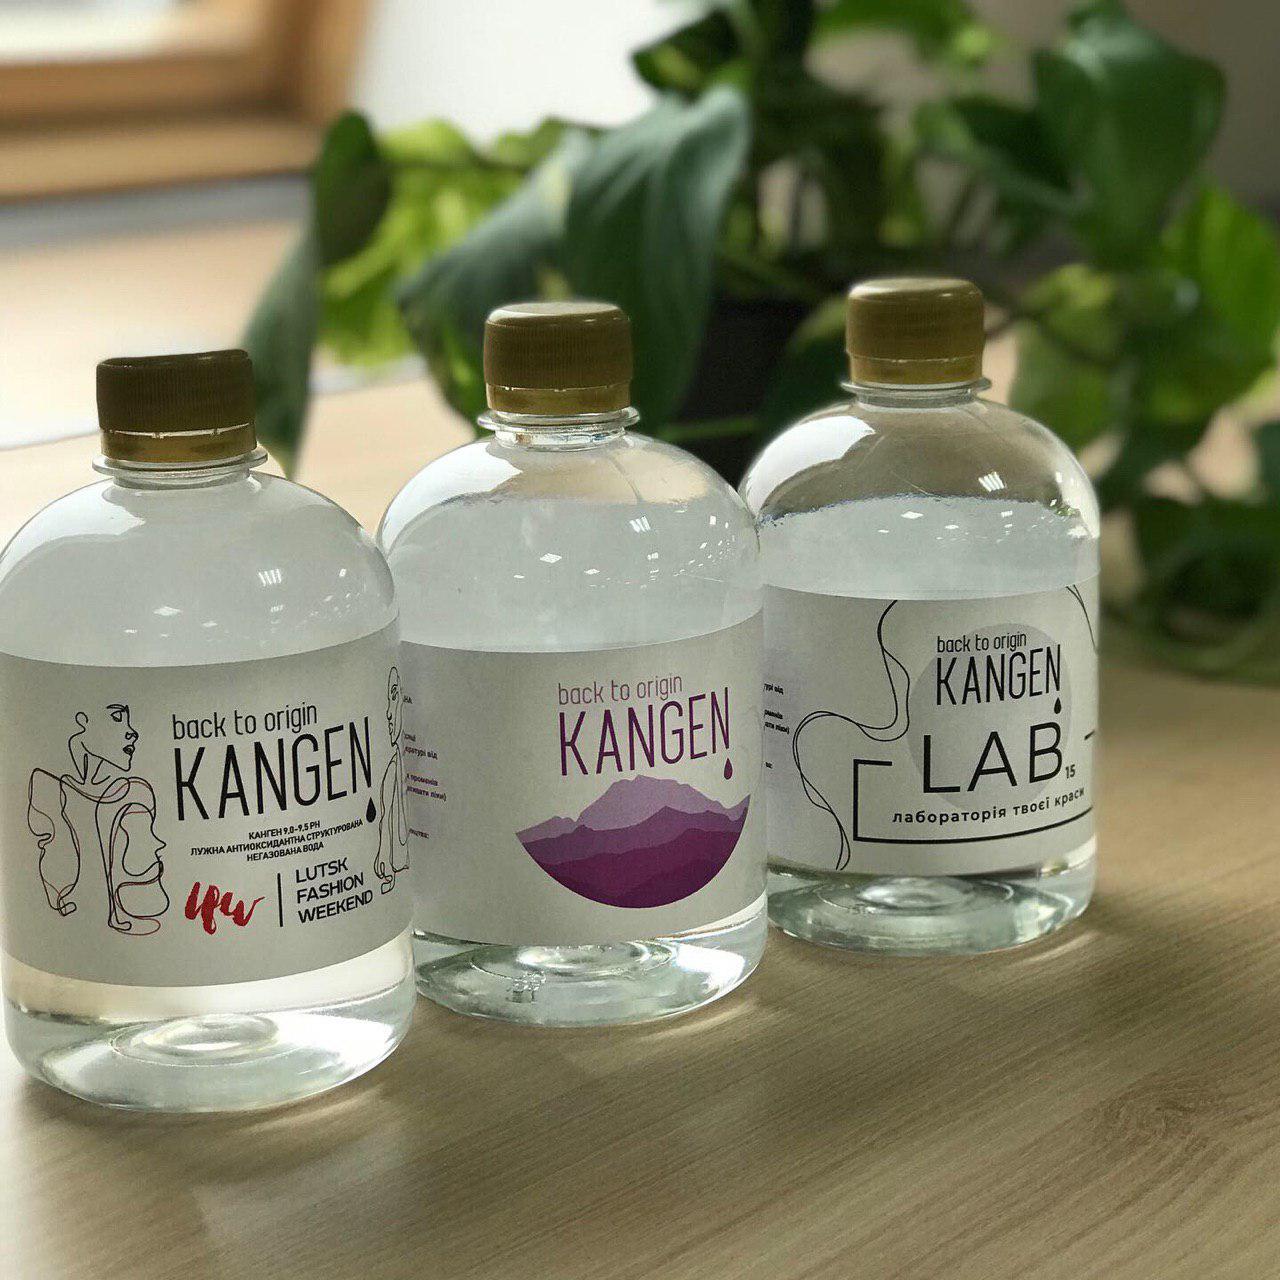 back to origin
KANGEN
КАНГЕН 9,0-9,5 PH
ЛУЖНА АНТИОКСИДАНТНА СТРУКТУРОВАНА
НЕГАЗОВАНА ВОДА
lfw
LUTSK
FASHION
WEEKEND
back to origin
KANGEN
back to origin
KANGEN
LAB
15
лабораторія твоєї краси